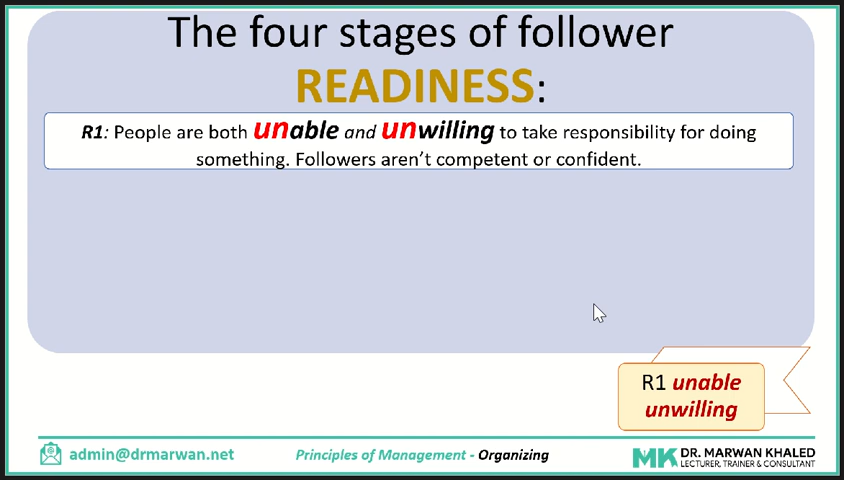 The four stages of follower
READINESS:
R1: People are both unable and unwilling to take responsibility for doing
something. Followers aren't competent or confident.
R1 unable
unwilling
admin@drmarwan.net
Principles of Management - Organizing
MK DR. MARWAN KHALED
LECTURER, TRAINER & CONSULTANT